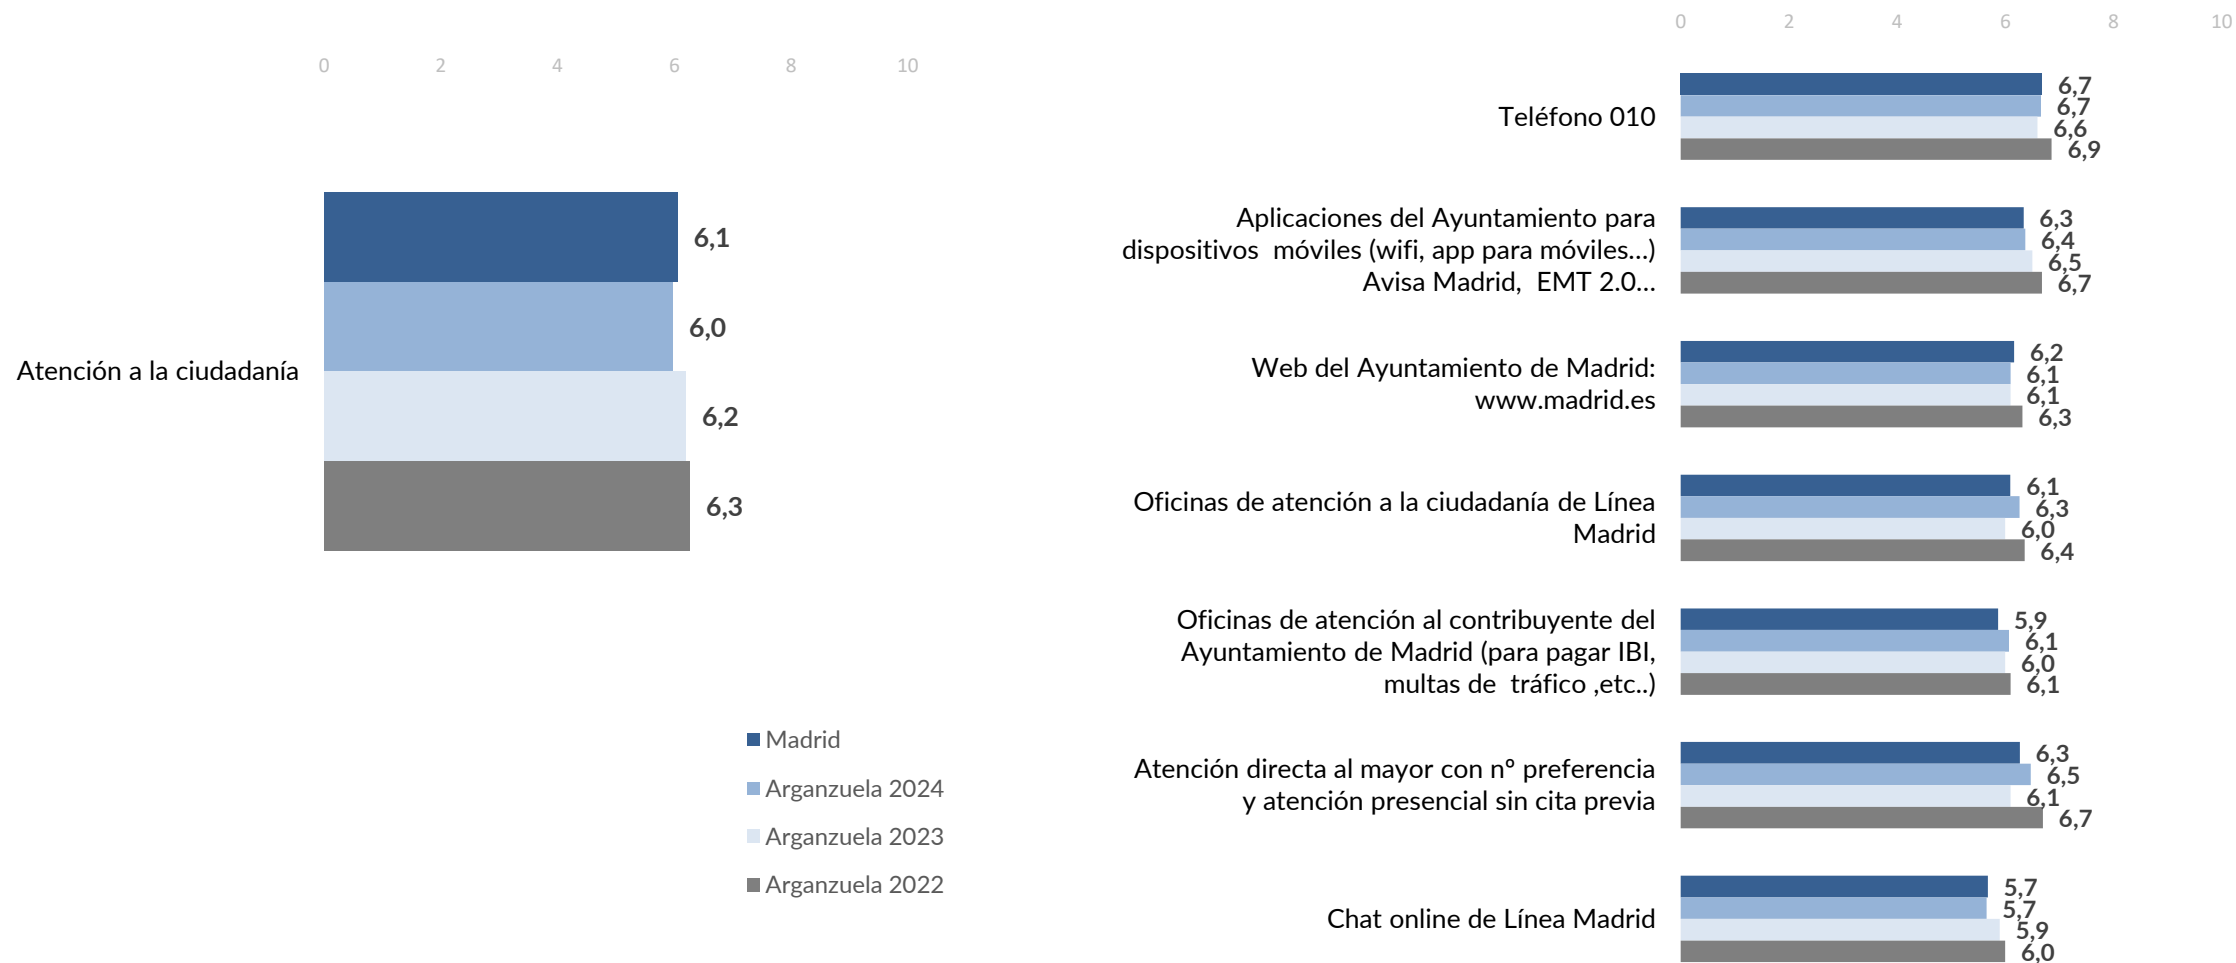 0 2 4 6 8 10
Atención a la ciudadanía
6,1
6,0
6,2
6,3
Madrid
Arganzuela 2024
Arganzuela 2023
Arganzuela 2022
0 2 4 6 8 10
Teléfono 010
6,7
6,7
6,6
6,9
Aplicaciones del Ayuntamiento para
dispositivos  móviles (wifi, app para móviles...)
Avisa Madrid,  EMT 2.0...
6,3
6,4
6,5
6,7
Web del Ayuntamiento de Madrid:
www.madrid.es
6,2
6,1
6,1
6,3
Oficinas de atención a la ciudadanía de Línea
Madrid
6,1
6,3
6,0
6,4
Oficinas de atención al contribuyente del
Ayuntamiento de Madrid (para pagar IBI,
multas de  tráfico ,etc..)
5,9
6,1
6,0
6,1
Atención directa al mayor con nº preferencia
y atención presencial sin cita previa
6,3
6,5
6,1
6,7
Chat online de Línea Madrid
5,7
5,7
5,9
6,0